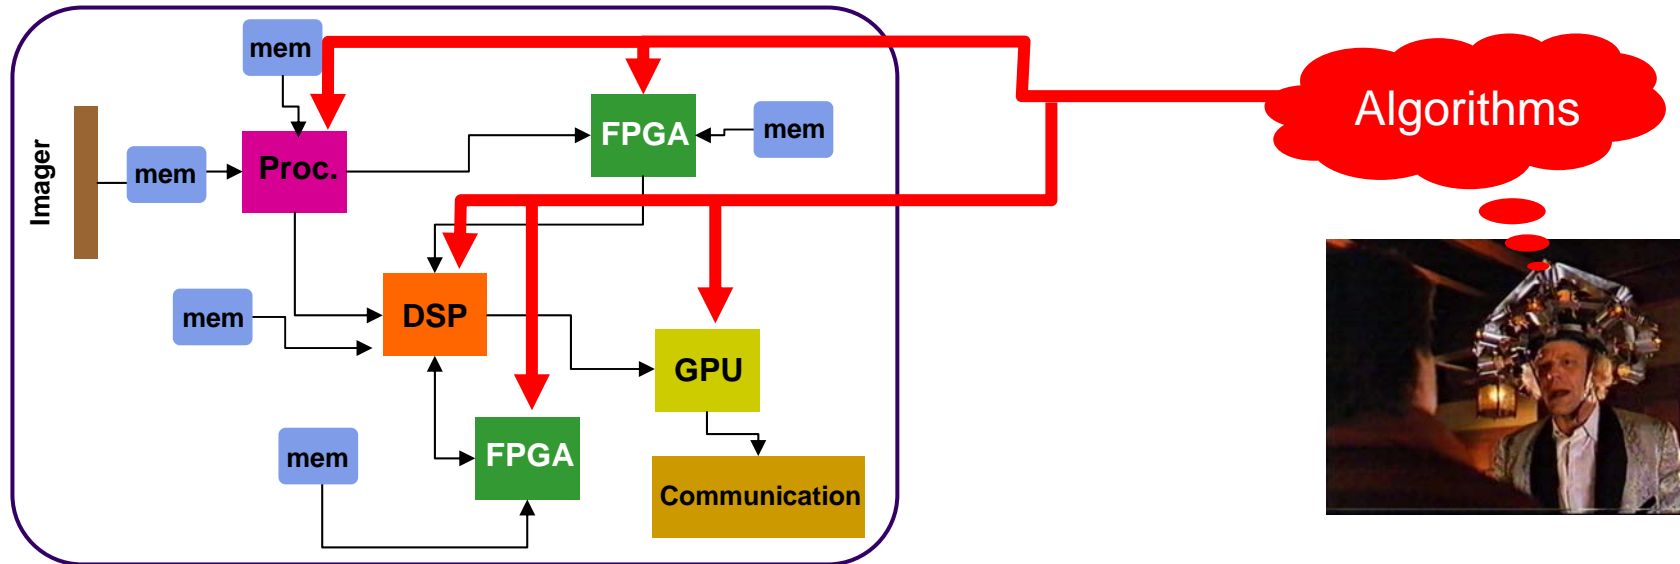 mem
Algorithms
FPGA
mem
Imager
mem
Proc.
mem
DSP
GPU
mem
FPGA
Communication